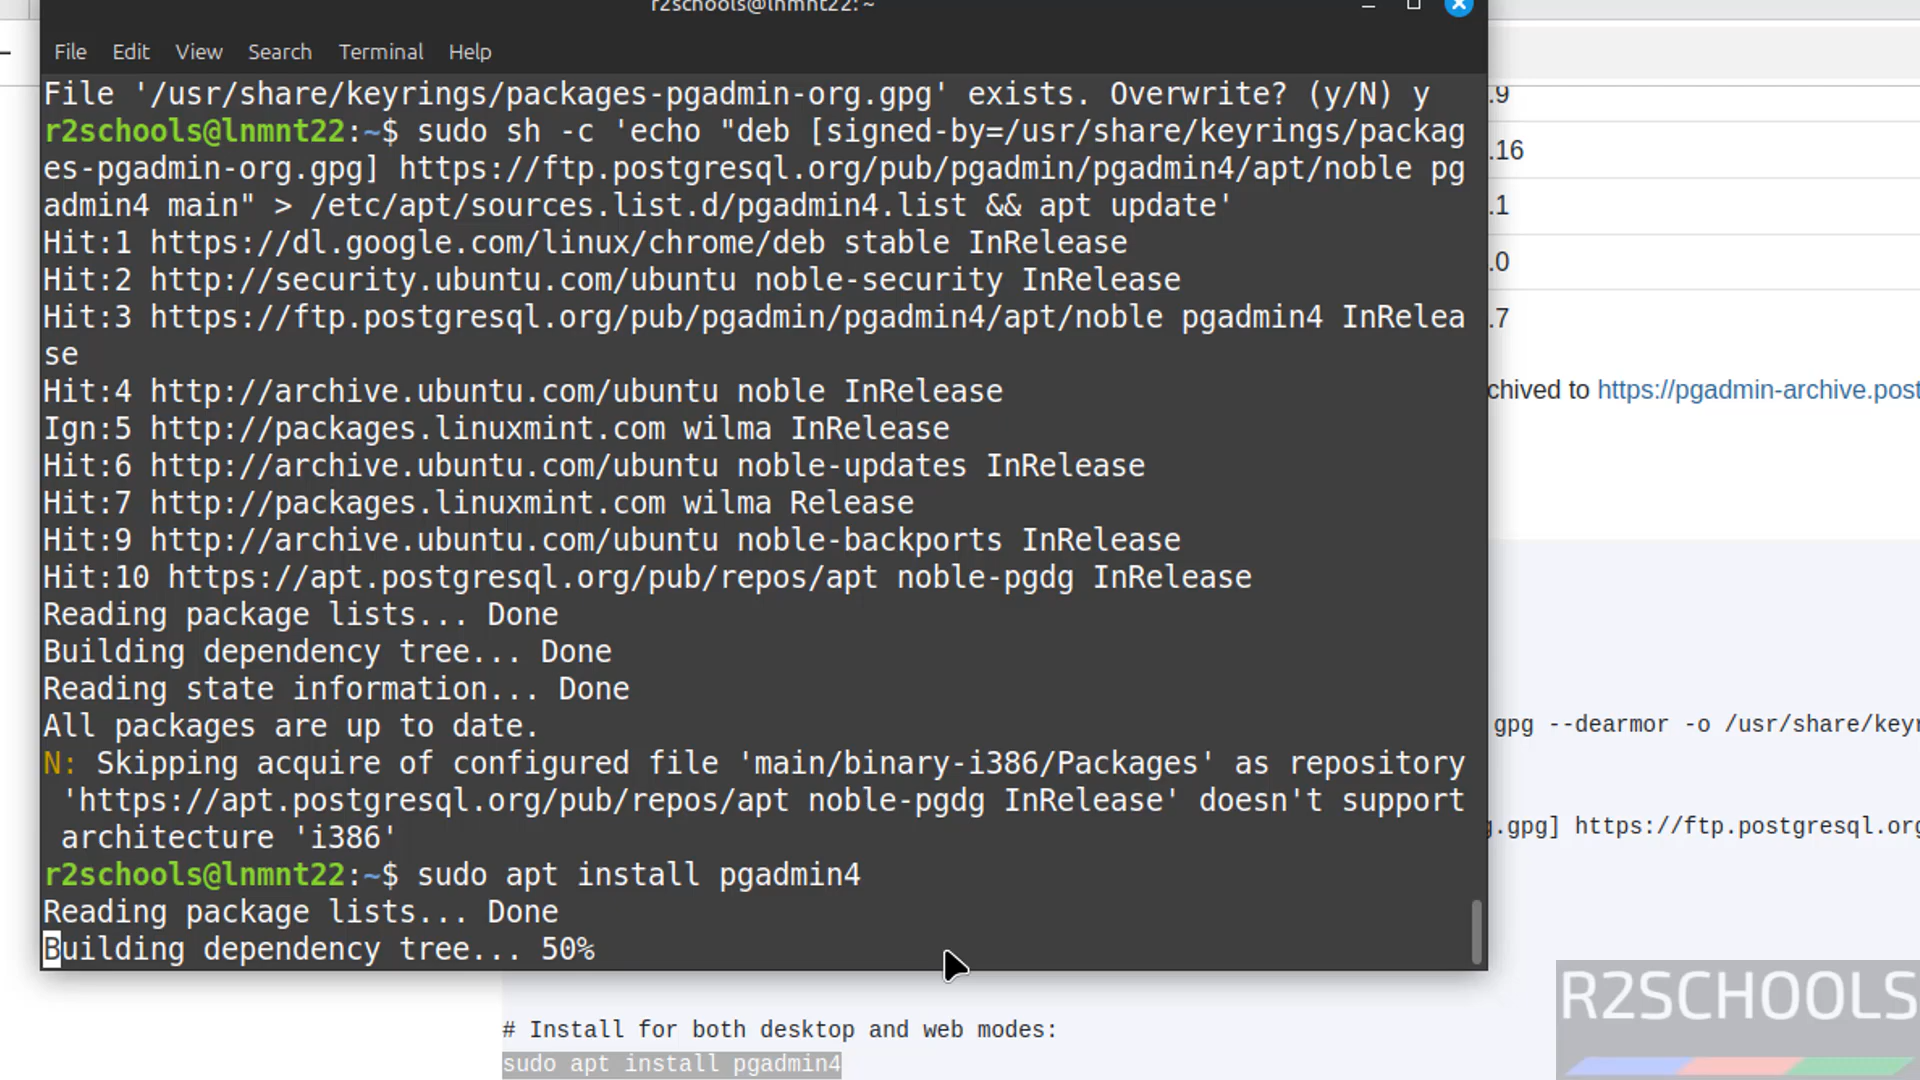 r2schools@lnmnt22: ~
File Edit View Search Terminal Help
File '/usr/share/keyrings/packages-pgadmin-org.gpg' exists. Overwrite? (y/N) y
r2schools@lnmnt22:~$ sudo sh -c 'echo "deb [signed-by=/usr/share/keyrings/packag
es-pgadmin-org.gpg] https://ftp.postgresql.org/pub/pgadmin/pgadmin4/apt/noble pg
admin4 main" > /etc/apt/sources.list.d/pgadmin4.list && apt update'
Hit:1 https://dl.google.com/linux/chrome/deb stable InRelease
Hit:2 http://security.ubuntu.com/ubuntu noble-security InRelease
Hit:3 https://ftp.postgresql.org/pub/pgadmin/pgadmin4/apt/noble pgadmin4 InRelea
se
Hit:4 http://archive.ubuntu.com/ubuntu noble InRelease
Ign:5 http://packages.linuxmint.com wilma InRelease
Hit:6 http://archive.ubuntu.com/ubuntu noble-updates InRelease
Hit:7 http://packages.linuxmint.com wilma Release
Hit:9 http://archive.ubuntu.com/ubuntu noble-backports InRelease
Hit:10 https://apt.postgresql.org/pub/repos/apt noble-pgdg InRelease
Reading package lists... Done
Building dependency tree... Done
Reading state information... Done
All packages are up to date.
N: Skipping acquire of configured file 'main/binary-i386/Packages' as repository
'https://apt.postgresql.org/pub/repos/apt noble-pgdg InRelease' doesn't support
architecture 'i386'
r2schools@lnmnt22:~$ sudo apt install pgadmin4
Reading package lists... Done
Building dependency tree... 50%
.9
.16
.1
.0
.7
chived to https://pgadmin-archive.post
gpg --dearmor -o /usr/share/keyr
g.gpg] https://ftp.postgresql.org
# Install for both desktop and web modes:
sudo apt install pgadmin4
R2SCHOOLS